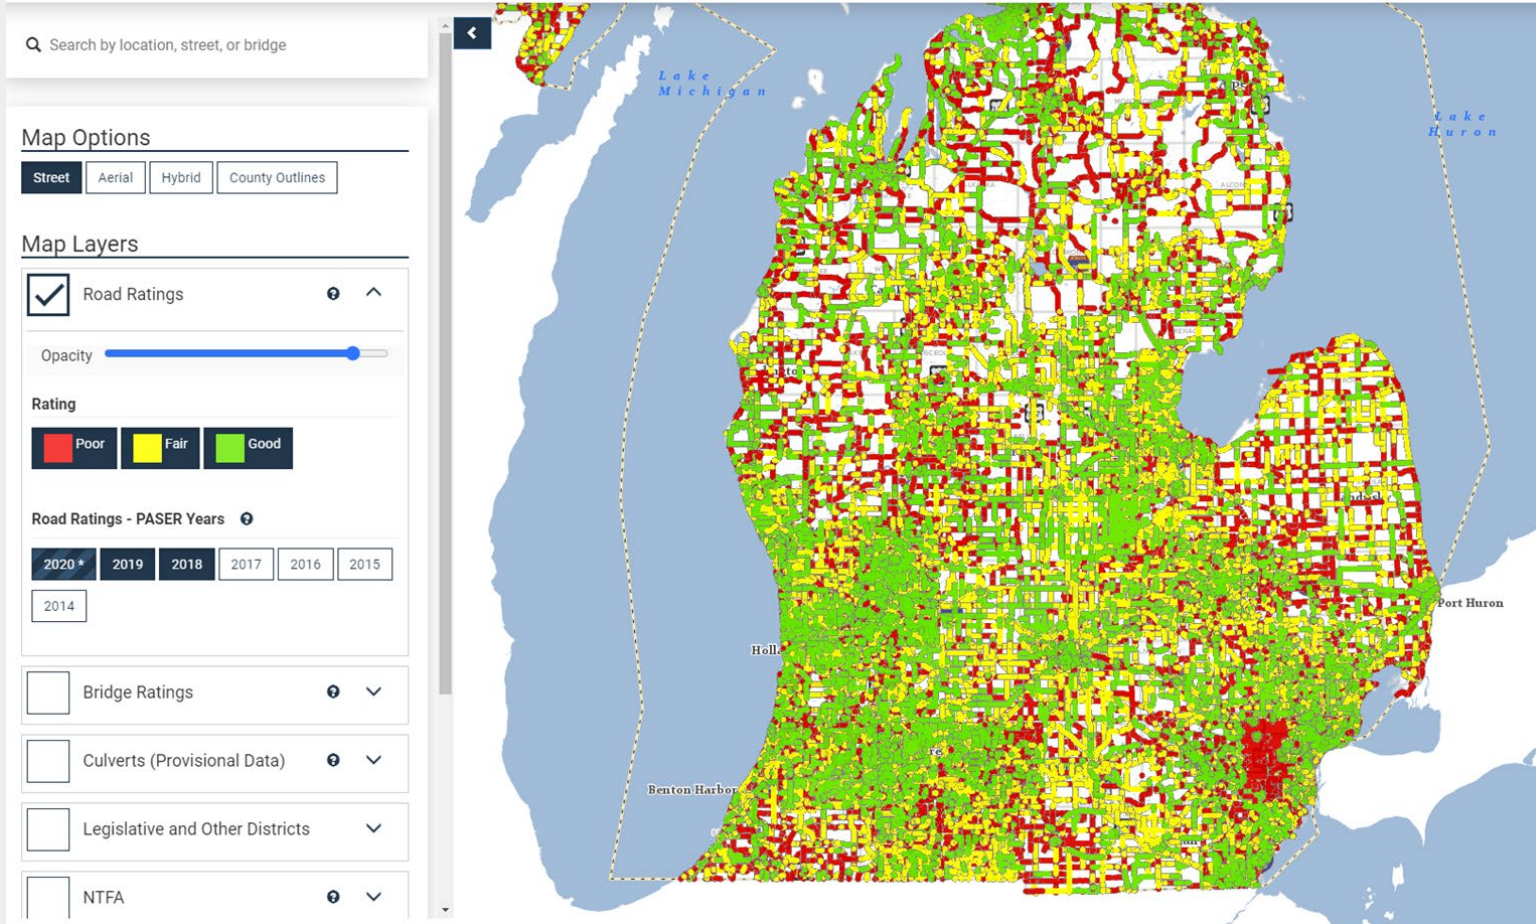 Search by location, street, or bridge
Map Options
Street
Aerial
Hybrid
County Outlines
Map Layers
Road Ratings
Opacity
Rating
Poor
Fair
Good
Road Ratings - PASER Years
2020 *
2019
2018
2017
2016
2015
2014
Bridge Ratings
Culverts (Provisional Data)
Legislative and Other Districts
NTFA
Lake
Michigan
Lake
Huron
Port Huron
Holla
Benton Harbor